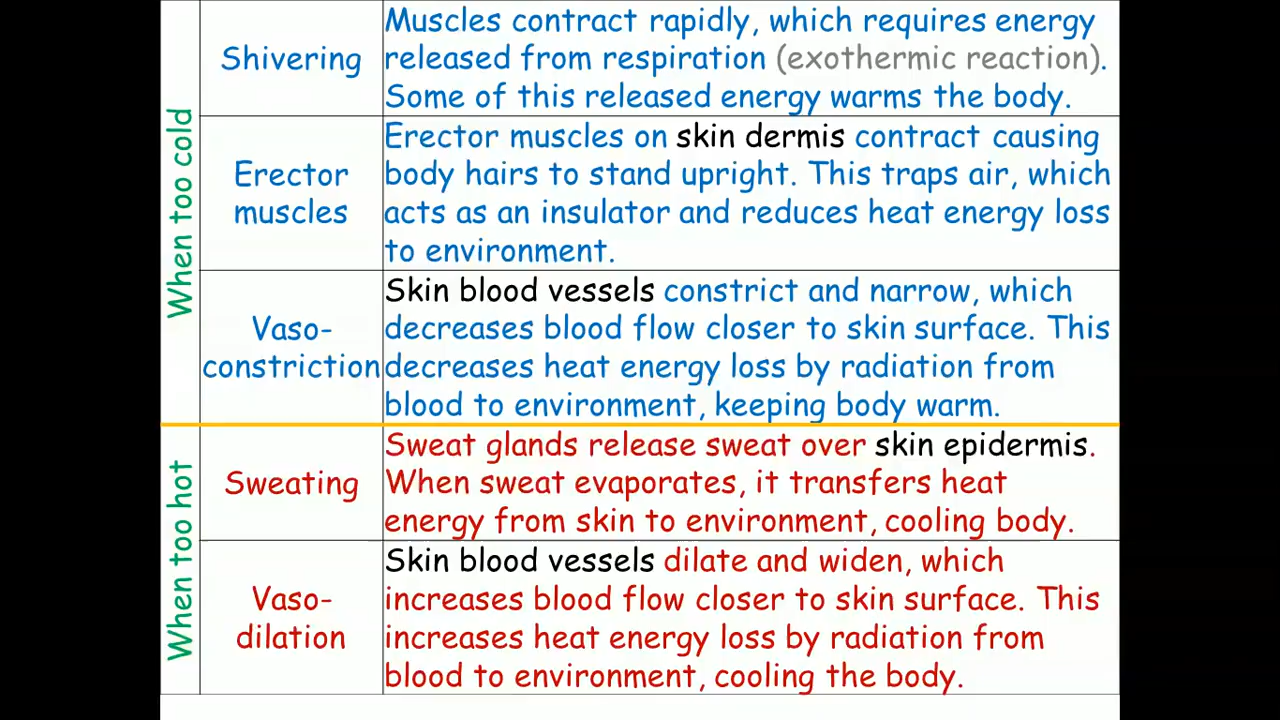 When too cold
Shivering
Muscles contract rapidly, which requires energy
released from respiration (exothermic reaction).
Some of this released energy warms the body.
Erector
muscles
Erector muscles on skin dermis contract causing
body hairs to stand upright. This traps air, which
acts as an insulator and reduces heat energy loss
to environment.
Vaso-
constriction
Skin blood vessels constrict and narrow, which
decreases blood flow closer to skin surface. This
decreases heat energy loss by radiation from
blood to environment, keeping body warm.
When too hot
Sweating
Sweat glands release sweat over skin epidermis.
When sweat evaporates, it transfers heat
energy from skin to environment, cooling body.
Vaso-
dilation
Skin blood vessels dilate and widen, which
increases blood flow closer to skin surface. This
increases heat energy loss by radiation from
blood to environment, cooling the body.